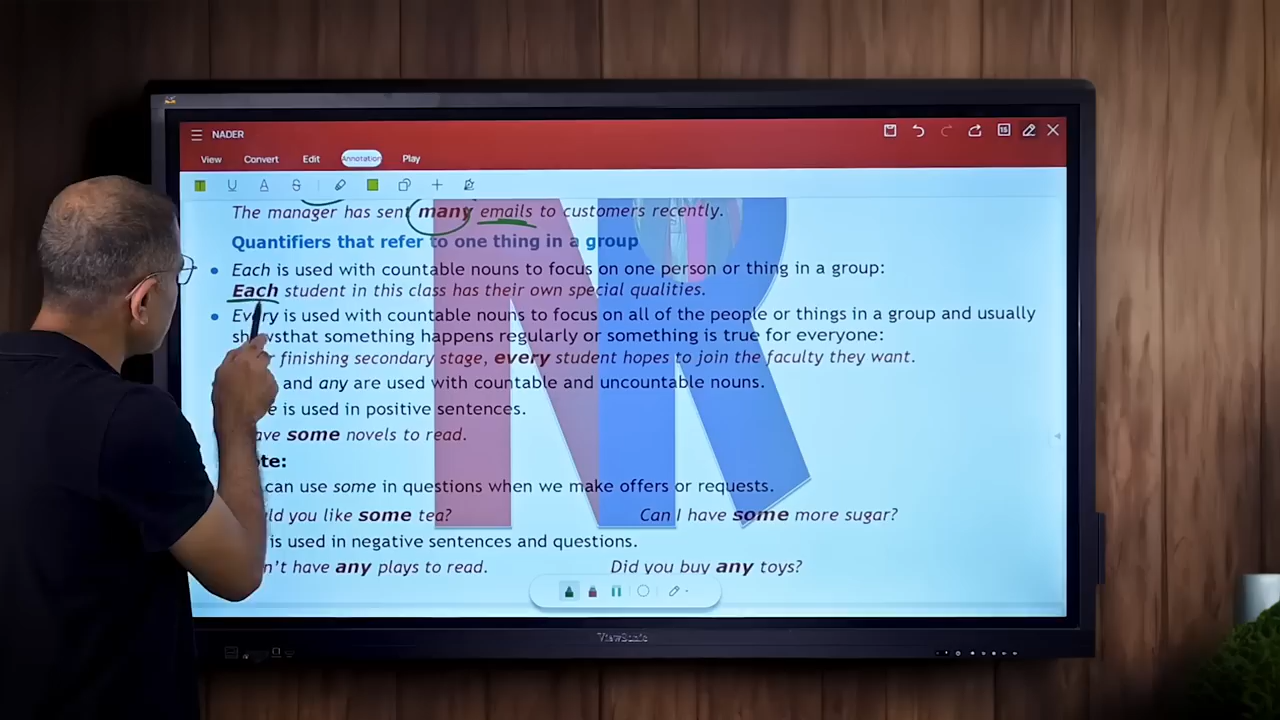 NADER
View Convert Edit Annotation Play
The manager has sent many emails to customers recently.
Quantifiers that refer to one thing in a group
• Each is used with countable nouns to focus on one person or thing in a group:
Each student in this class has their own special qualities.
• Every is used with countable nouns to focus on all of the people or things in a group and usually
showsthat something happens regularly or something is true for everyone:
finishing secondary stage, every student hopes to join the faculty they want.
and any are used with countable and uncountable nouns.
is used in positive sentences.
some novels to read.
can use some in questions when we make offers or requests.
you like some tea? Can I have some more sugar?
is used in negative sentences and questions.
have any plays to read. Did you buy any toys?
NR
ViewSonic